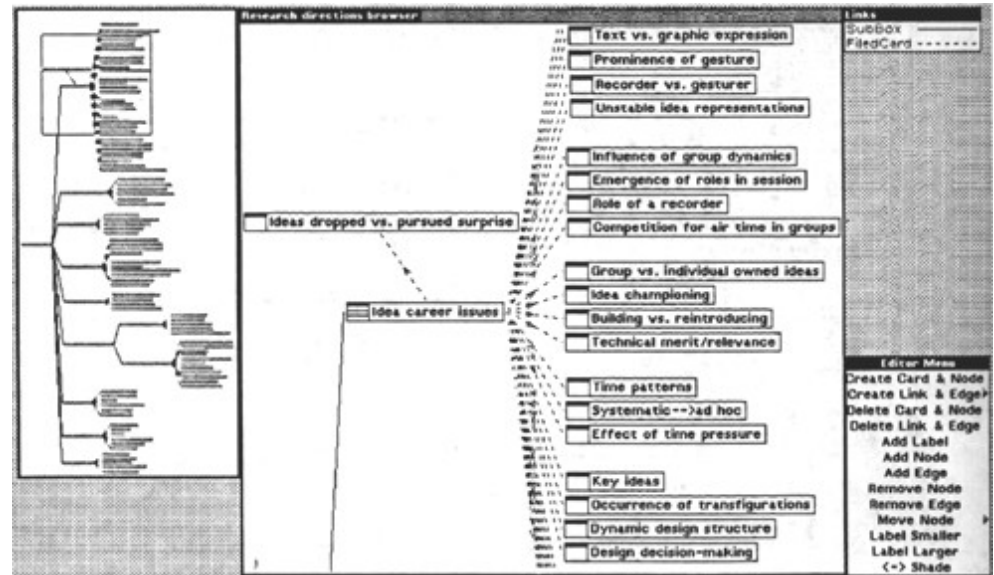 Research directions browser
Text vs. graphic expression
Prominence of gesture
Recorder vs. gesturer
Unstable idea representations
Influence of group dynamics
Emergence of roles in session
Role of a recorder
Ideas dropped vs. pursued surprise
Competition for air time in groups
Group vs. individual owned ideas
Idea championing
Idea career issues
Building vs. reintroducing
Technical merit/relevance
Time patterns
Systematic-->ad hoc
Effect of time pressure
Key ideas
Occurrence of transfigurations
Dynamic design structure
Design decision-making
Links
SubBox
FiledCard
Editor Menu
Create Card & Node
Create Link & Edge
Delete Card & Node
Delete Link & Edge
Add Label
Add Node
Add Edge
Remove Node
Remove Edge
Move Node
Label Smaller
Label Larger
<-> Shade